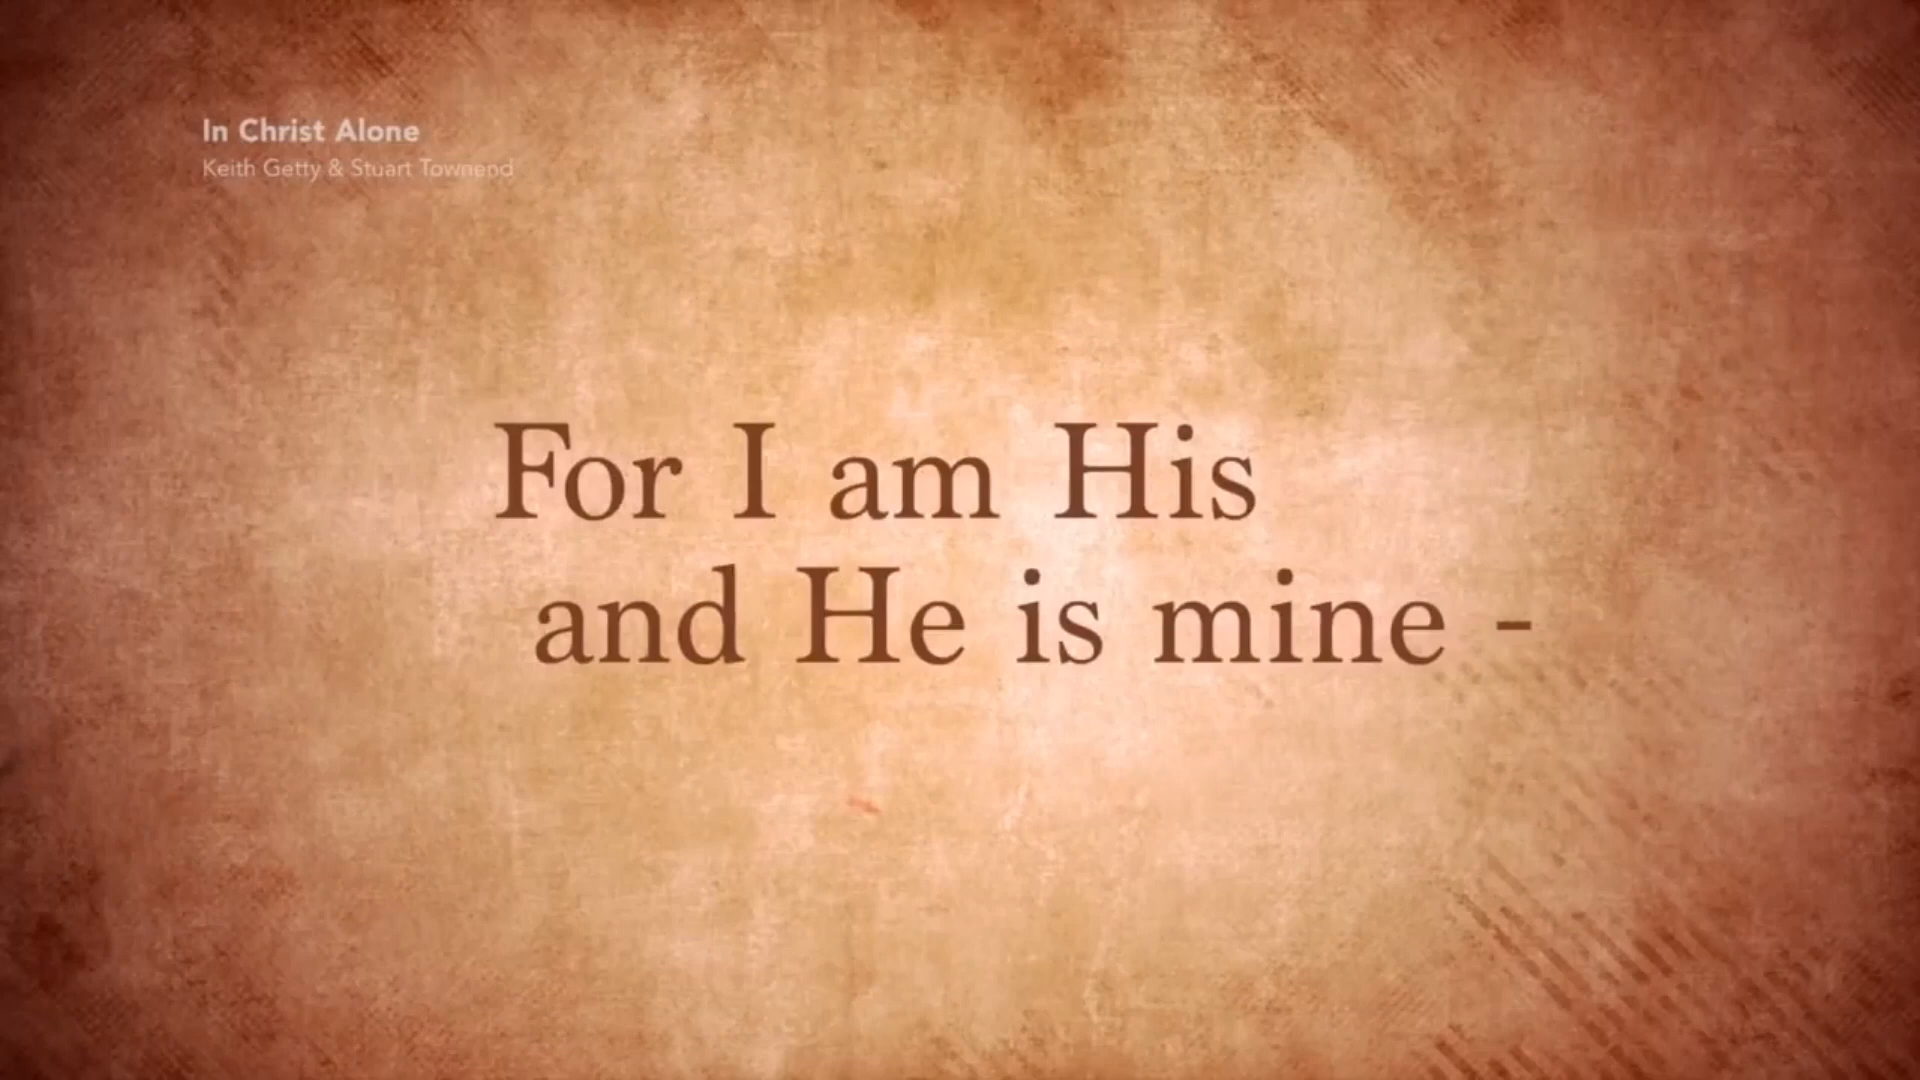 In Christ Alone
Keith Getty & Stuart Townend
For I am His
and He is mine -